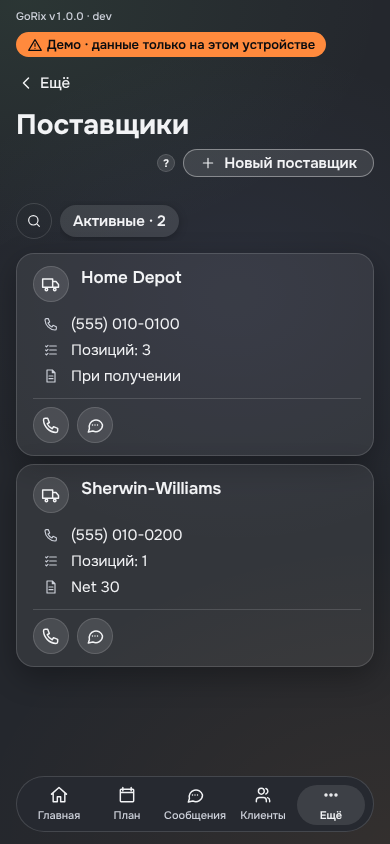 GoRix v1.0.0 · dev
Демо · данные только на этом устройстве
Ещё
Поставщики
? + Новый поставщик
Активные · 2
Home Depot
(555) 010-0100
Позиций: 3
При получении
Sherwin-Williams
(555) 010-0200
Позиций: 1
Net 30
Главная План Сообщения Клиенты Ещё